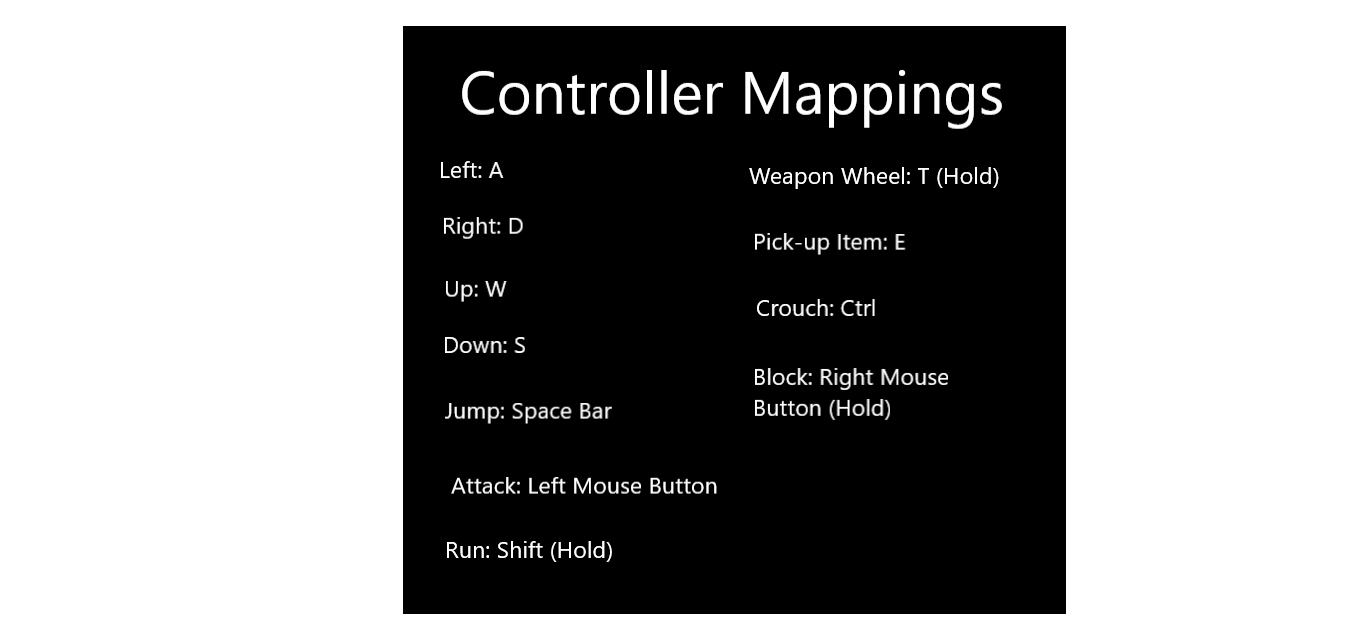 Controller Mappings
Left: A
Right: D
Up: W
Down: S
Jump: Space Bar
Attack: Left Mouse Button
Run: Shift (Hold)
Weapon Wheel: T (Hold)
Pick-up Item: E
Crouch: Ctrl
Block: Right Mouse
Button (Hold)